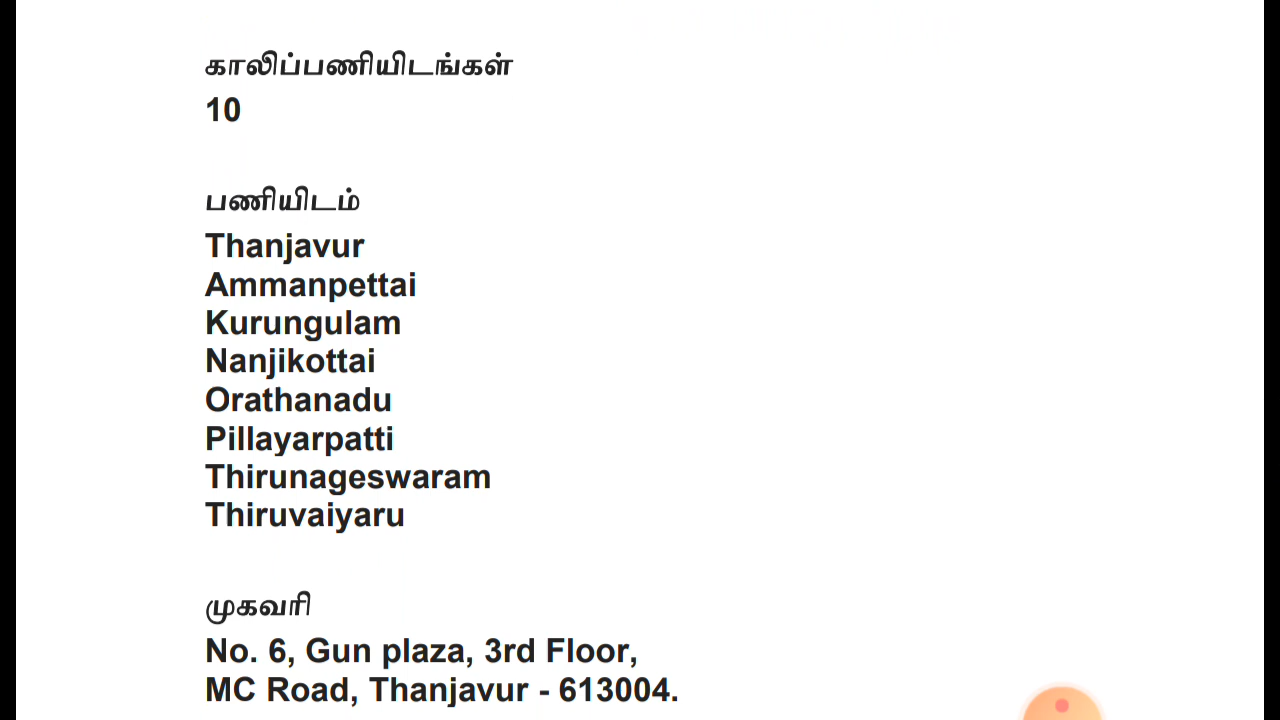 காலிப்பணியிடங்கள்
10
பணியிடம்
Thanjavur
Ammanpettai
Kurungulam
Nanjikottai
Orathanadu
Pillayarpatti
Thirunageswaram
Thiruvaiyaru
முகவரி
No. 6, Gun plaza, 3rd Floor,
MC Road, Thanjavur - 613004.